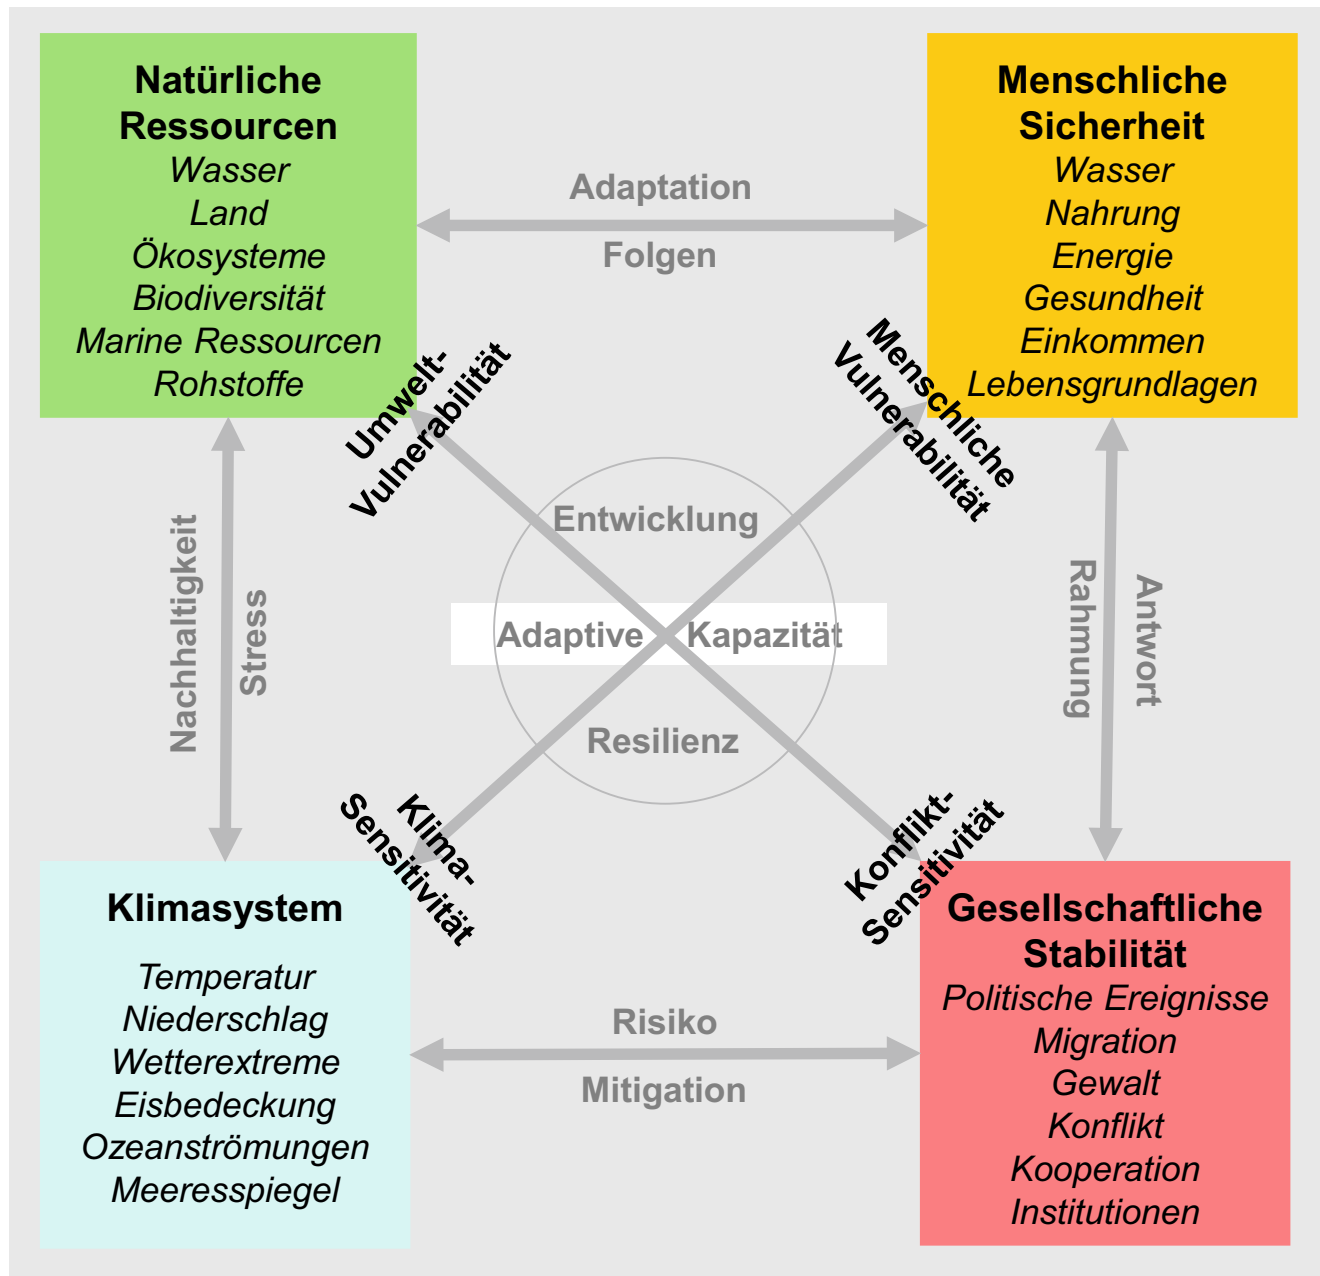 Natürliche
Ressourcen
Wasser
Land
Ökosysteme
Biodiversität
Marine Ressourcen
Rohstoffe
Adaptation
Folgen
Menschliche
Sicherheit
Wasser
Nahrung
Energie
Gesundheit
Einkommen
Lebensgrundlagen
Umwelt-
Vulnerabilität
Menschliche
Vulnerabilität
Nachhaltigkeit
Stress
Entwicklung
Adaptive Kapazität
Resilienz
Rahmung
Antwort
Klima-
Sensitivität
Konflikt-
Sensitivität
Klimasystem
Temperatur
Niederschlag
Wetterextreme
Eisbedeckung
Ozeanströmungen
Meeresspiegel
Risiko
Mitigation
Gesellschaftliche
Stabilität
Politische Ereignisse
Migration
Gewalt
Konflikt
Kooperation
Institutionen